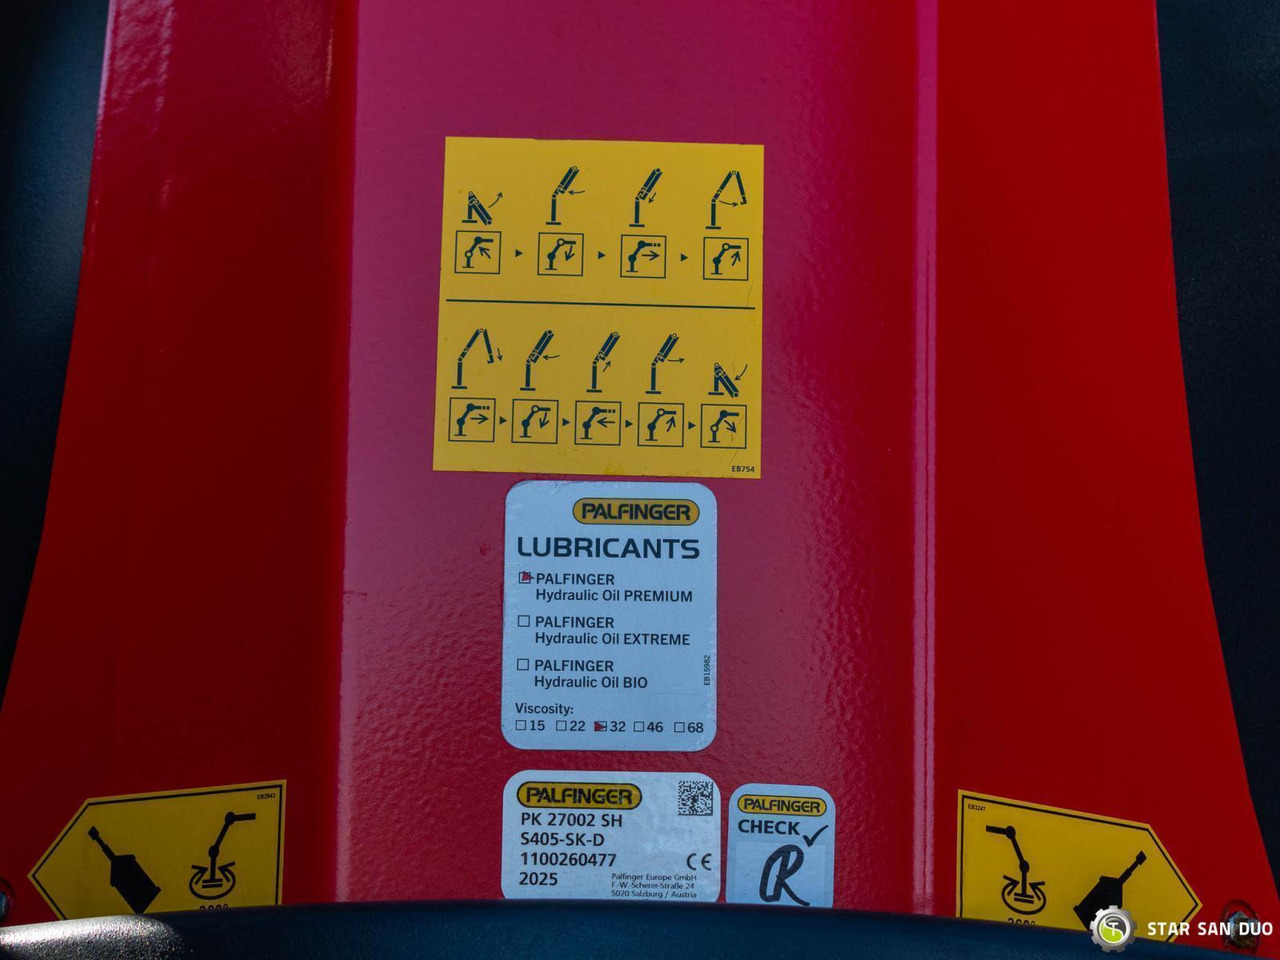 EB754
PALFINGER
LUBRICANTS
PALFINGER
Hydraulic Oil PREMIUM
PALFINGER
Hydraulic Oil EXTREME
PALFINGER
Hydraulic Oil BIO
EB15982
Viscosity:
15 22 32 46 68
PALFINGER
PK 27002 SH
S405-SK-D
1100260477
2025
CE
Palfinger Europe GmbH
F.-W.-Scherer-Straße 24
5020 Salzburg / Austria
PALFINGER
CHECK
R
EB2943
EB3247
STAR SAN DUO